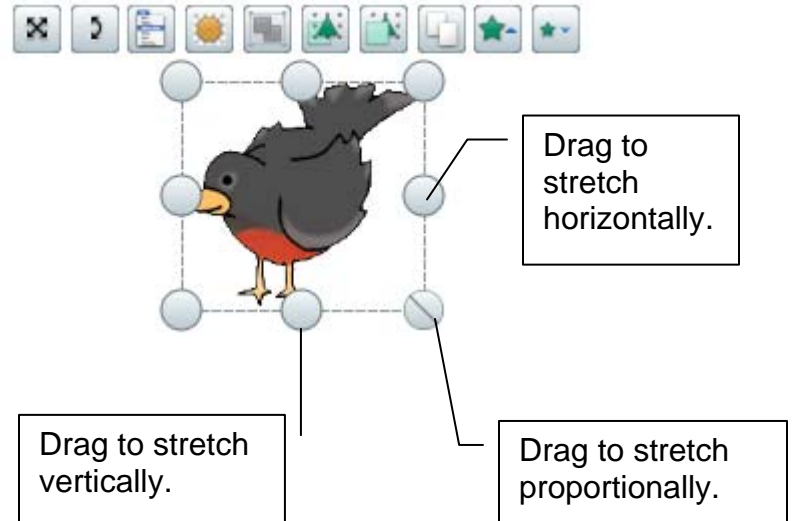 Drag to
stretch
horizontally.
Drag to stretch
vertically.
Drag to stretch
proportionally.